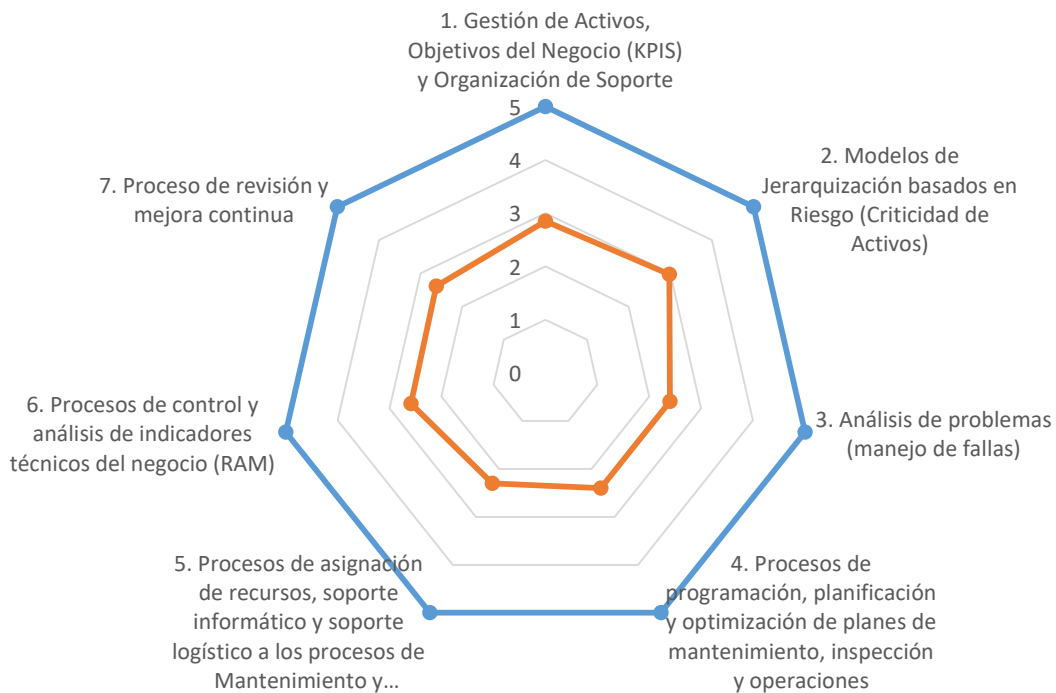 1. Gestión de Activos,
Objetivos del Negocio (KPIS)
y Organización de Soporte
5
4
3
2
1
0
2. Modelos de
Jerarquización basados en
Riesgo (Criticidad de
Activos)
3. Análisis de problemas
(manejo de fallas)
4. Procesos de
programación, planificación
y optimización de planes de
mantenimiento, inspección
y operaciones
5. Procesos de asignación
de recursos, soporte
informático y soporte
logístico a los procesos de
Mantenimiento y...
6. Procesos de control y
análisis de indicadores
técnicos del negocio (RAM)
7. Proceso de revisión y
mejora continua